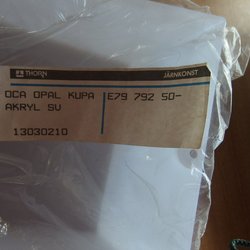 THORN JÄRNKONST
OCA OPAL KUPA E79 792 50-
AKRYL SV
13030210